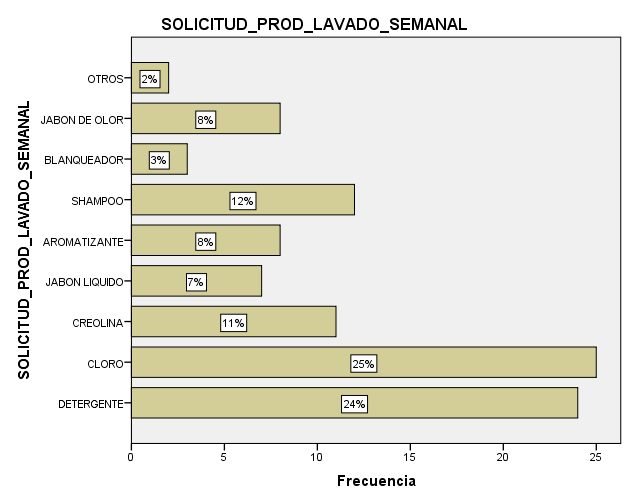 SOLICITUD_PROD_LAVADO_SEMANAL
SOLICITUD_PROD_LAVADO_SEMANAL
OTROS 2%
JABON DE OLOR 8%
BLANQUEADOR 3%
SHAMPOO 12%
AROMATIZANTE 8%
JABON LIQUIDO 7%
CREOLINA 11%
CLORO 25%
DETERGENTE 24%
0 5 10 15 20 25
Frecuencia